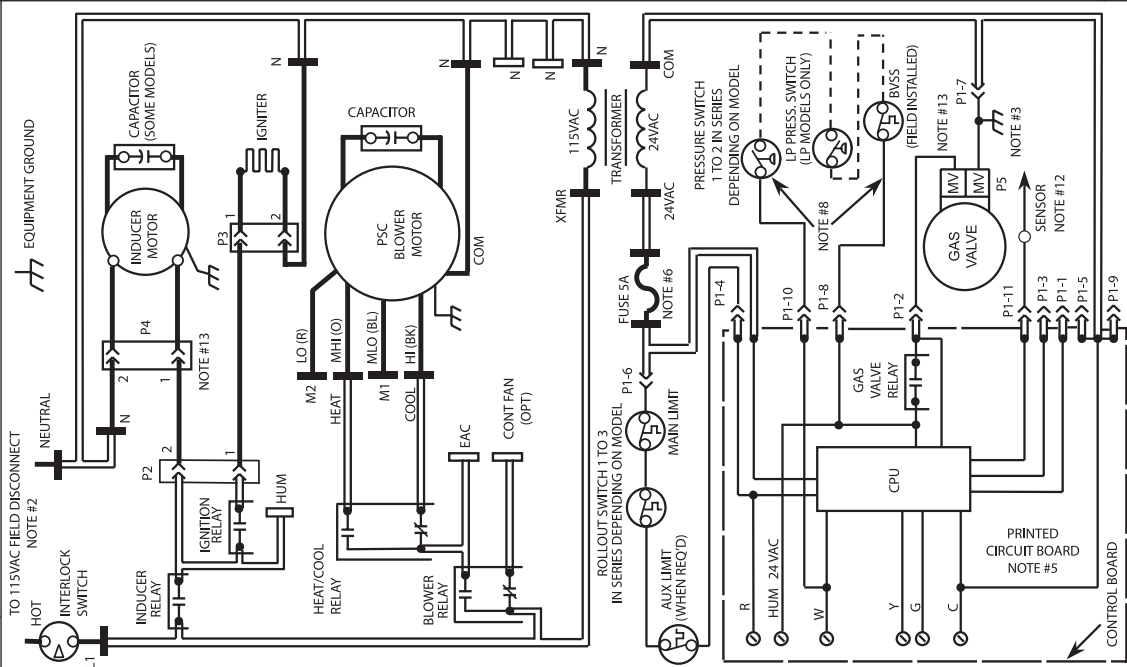 EQUIPMENT GROUND
CAPACITOR
(SOME MODELS)
INDUCER
MOTOR
P4
2
1
NOTE #13
N
NEUTRAL
TO 115VAC FIELD DISCONNECT
NOTE #2
HOT
INTERLOCK
SWITCH
L1
INDUCER
RELAY
P2
2
1
IGNITION
RELAY
HUM
IGNITER
P3
1
2
N
CAPACITOR
PSC
BLOWER
MOTOR
COM
N
N
N
LO (R)
MHI (O)
MLO (BL)
HI (BK)
M2
HEAT
M1
COOL
HEAT/COOL
RELAY
EAC
CONT FAN
(OPT)
BLOWER
RELAY
N
115VAC
TRANSFORMER
24VAC
COM
XFMR
24VAC
FUSE 5A
NOTE #6
P1-6
MAIN LIMIT
ROLLOUT SWITCH 1 TO 3
IN SERIES DEPENDING ON MODEL
AUX LIMIT
(WHEN REQ'D)
PRESSURE SWITCH
1 TO 2 IN SERIES
DEPENDING ON MODEL
LP PRESS. SWITCH
(LP MODELS ONLY)
BVSS
(FIELD INSTALLED)
NOTE #8
NOTE #13
P1-7
NOTE #3
MV
MV
P5
GAS
VALVE
SENSOR
NOTE #12
P1-4
P1-10
P1-8
P1-2
P1-11
P1-3
P1-1
P1-5
P1-9
GAS
VALVE
RELAY
CPU
PRINTED
CIRCUIT BOARD
NOTE #5
R
HUM 24 VAC
W
Y
G
C
CONTROL BOARD